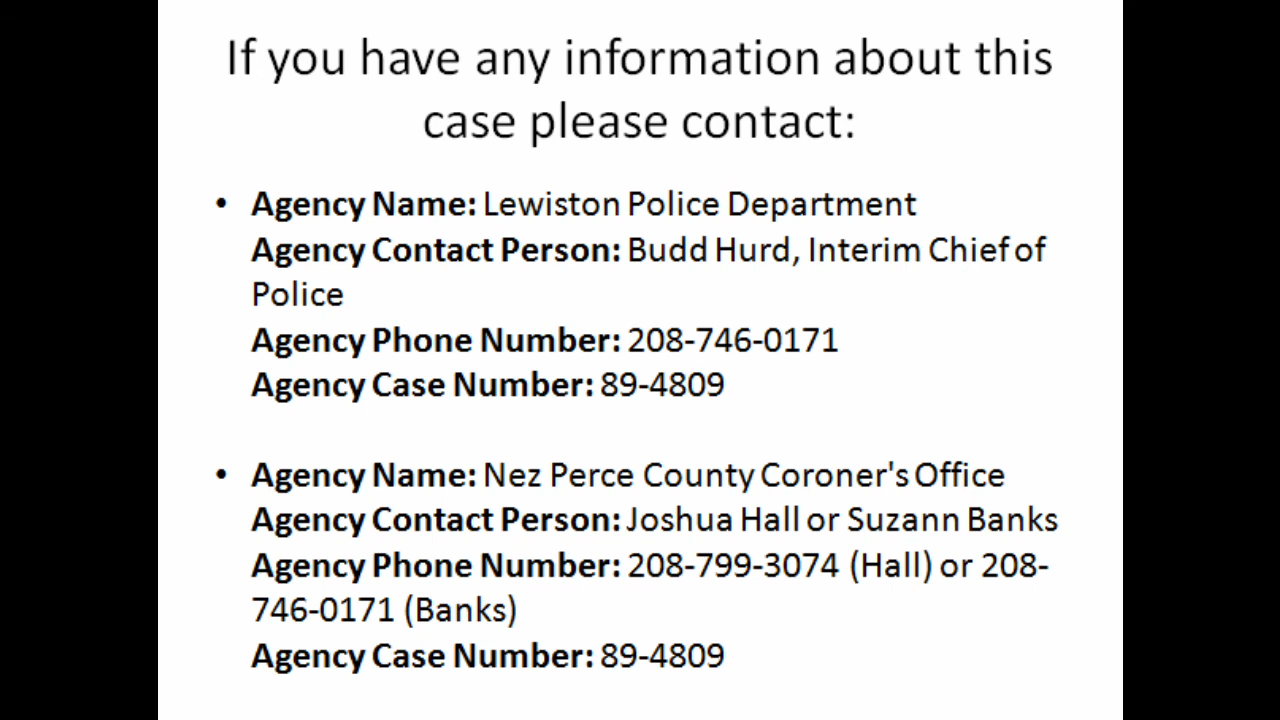 If you have any information about this
case please contact:
• Agency Name: Lewiston Police Department
Agency Contact Person: Budd Hurd, Interim Chief of
Police
Agency Phone Number: 208-746-0171
Agency Case Number: 89-4809
• Agency Name: Nez Perce County Coroner's Office
Agency Contact Person: Joshua Hall or Suzann Banks
Agency Phone Number: 208-799-3074 (Hall) or 208-
746-0171 (Banks)
Agency Case Number: 89-4809